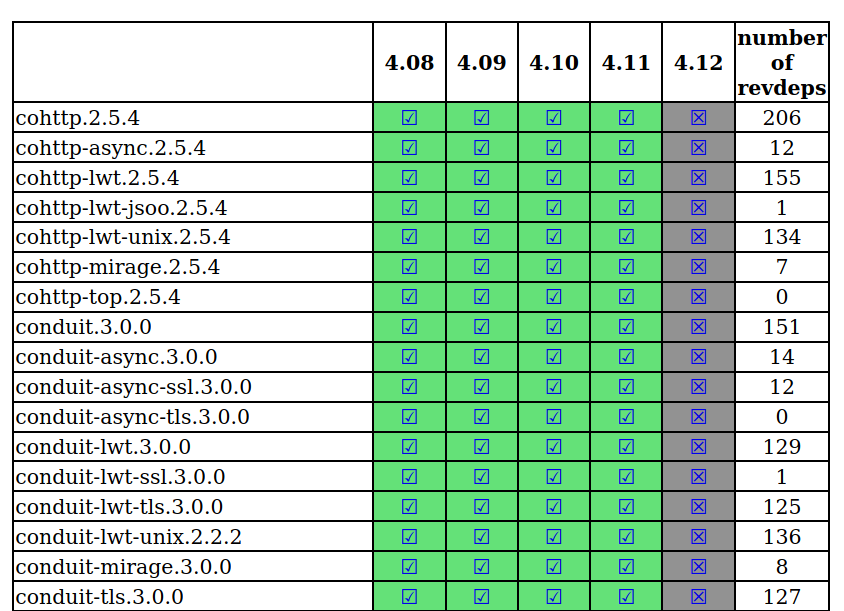 4.08 4.09 4.10 4.11 4.12 number of revdeps
cohttp.2.5.4 ☑ ☑ ☑ ☑ ☒ 206
cohttp-async.2.5.4 ☑ ☑ ☑ ☑ ☒ 12
cohttp-lwt.2.5.4 ☑ ☑ ☑ ☑ ☒ 155
cohttp-lwt-jsoo.2.5.4 ☑ ☑ ☑ ☑ ☒ 1
cohttp-lwt-unix.2.5.4 ☑ ☑ ☑ ☑ ☒ 134
cohttp-mirage.2.5.4 ☑ ☑ ☑ ☑ ☒ 7
cohttp-top.2.5.4 ☑ ☑ ☑ ☑ ☒ 0
conduit.3.0.0 ☑ ☑ ☑ ☑ ☒ 151
conduit-async.3.0.0 ☑ ☑ ☑ ☑ ☒ 14
conduit-async-ssl.3.0.0 ☑ ☑ ☑ ☑ ☒ 12
conduit-async-tls.3.0.0 ☑ ☑ ☑ ☑ ☒ 0
conduit-lwt.3.0.0 ☑ ☑ ☑ ☑ ☒ 129
conduit-lwt-ssl.3.0.0 ☑ ☑ ☑ ☑ ☒ 1
conduit-lwt-tls.3.0.0 ☑ ☑ ☑ ☑ ☒ 125
conduit-lwt-unix.2.2.2 ☑ ☑ ☑ ☑ ☒ 136
conduit-mirage.3.0.0 ☑ ☑ ☑ ☑ ☒ 8
conduit-tls.3.0.0 ☑ ☑ ☑ ☑ ☒ 127